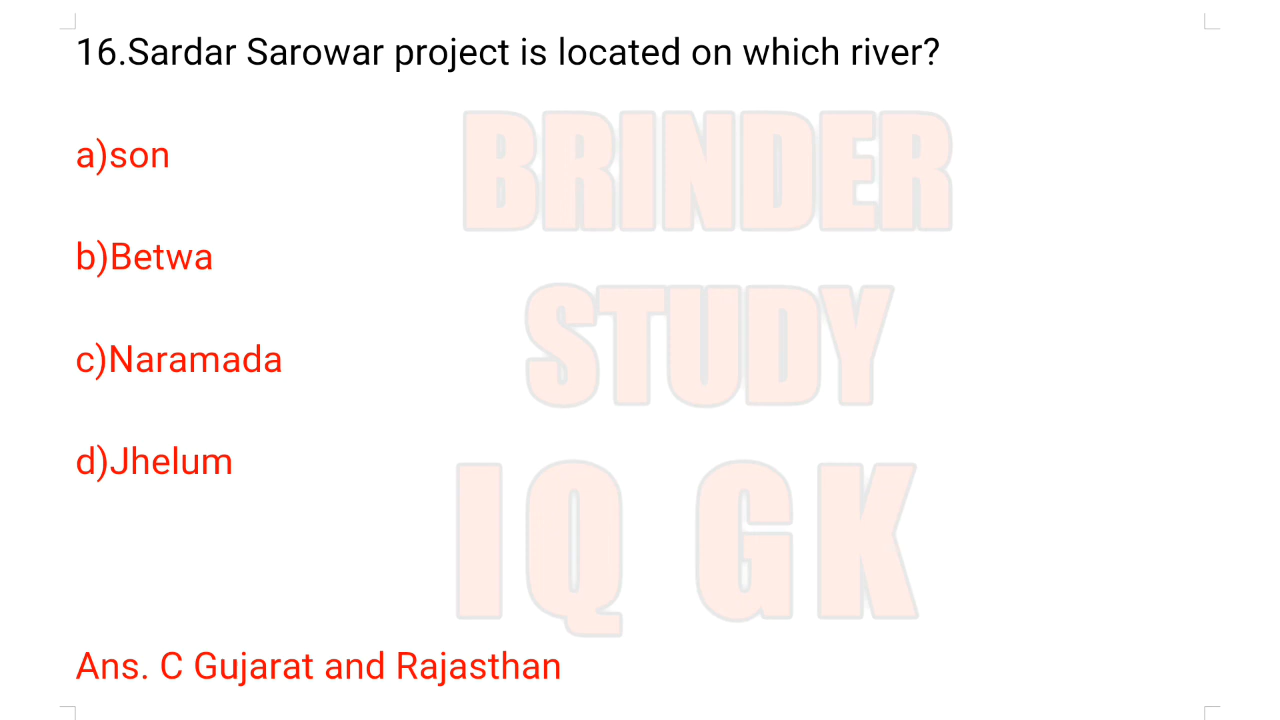 16.Sardar Sarowar project is located on which river?
a)son
b)Betwa
c)Naramada
d)Jhelum
Ans. C Gujarat and Rajasthan
BRINDER
STUDY
IQ GK